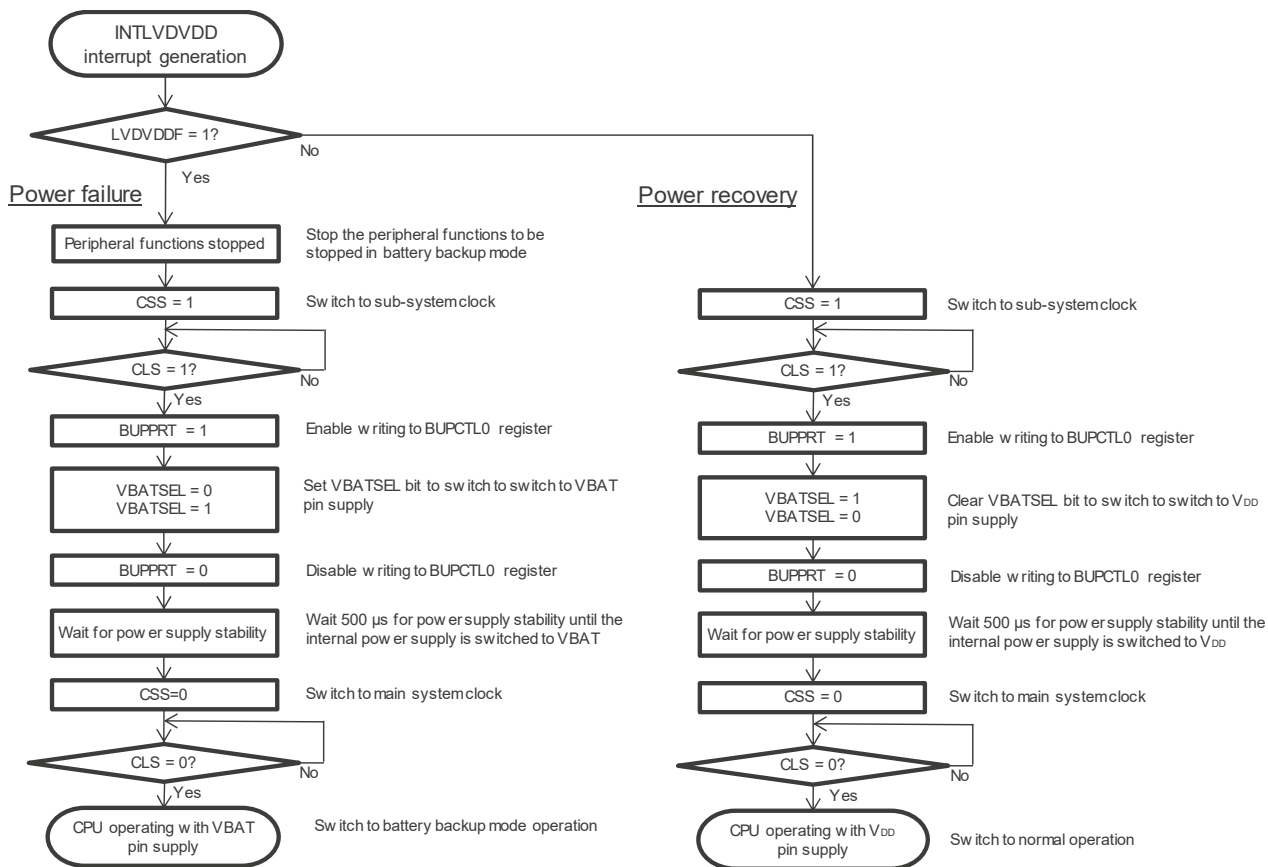 INTLVDVDD
interrupt generation
LVDVDDF = 1?
No
Yes
Power failure
Peripheral functions stopped
Stop the peripheral functions to be
stopped in battery backup mode
CSS = 1
Switch to sub-system clock
CLS = 1?
No
Yes
BUPPRT = 1
Enable writing to BUPCTL0 register
VBATSEL = 0
VBATSEL = 1
Set VBATSEL bit to switch to switch to VBAT
pin supply
BUPPRT = 0
Disable writing to BUPCTL0 register
Wait for power supply stability
Wait 500 µs for power supply stability until the
internal power supply is switched to VBAT
CSS=0
Switch to main system clock
CLS = 0?
No
Yes
CPU operating with VBAT
pin supply
Switch to battery backup mode operation
Power recovery
CSS = 1
Switch to sub-system clock
CLS = 1?
No
Yes
BUPPRT = 1
Enable writing to BUPCTL0 register
VBATSEL = 1
VBATSEL = 0
Clear VBATSEL bit to switch to switch to VDD
pin supply
BUPPRT = 0
Disable writing to BUPCTL0 register
Wait for power supply stability
Wait 500 µs for power supply stability until the
internal power supply is switched to VDD
CSS = 0
Switch to main system clock
CLS = 0?
No
Yes
CPU operating with VDD
pin supply
Switch to normal operation